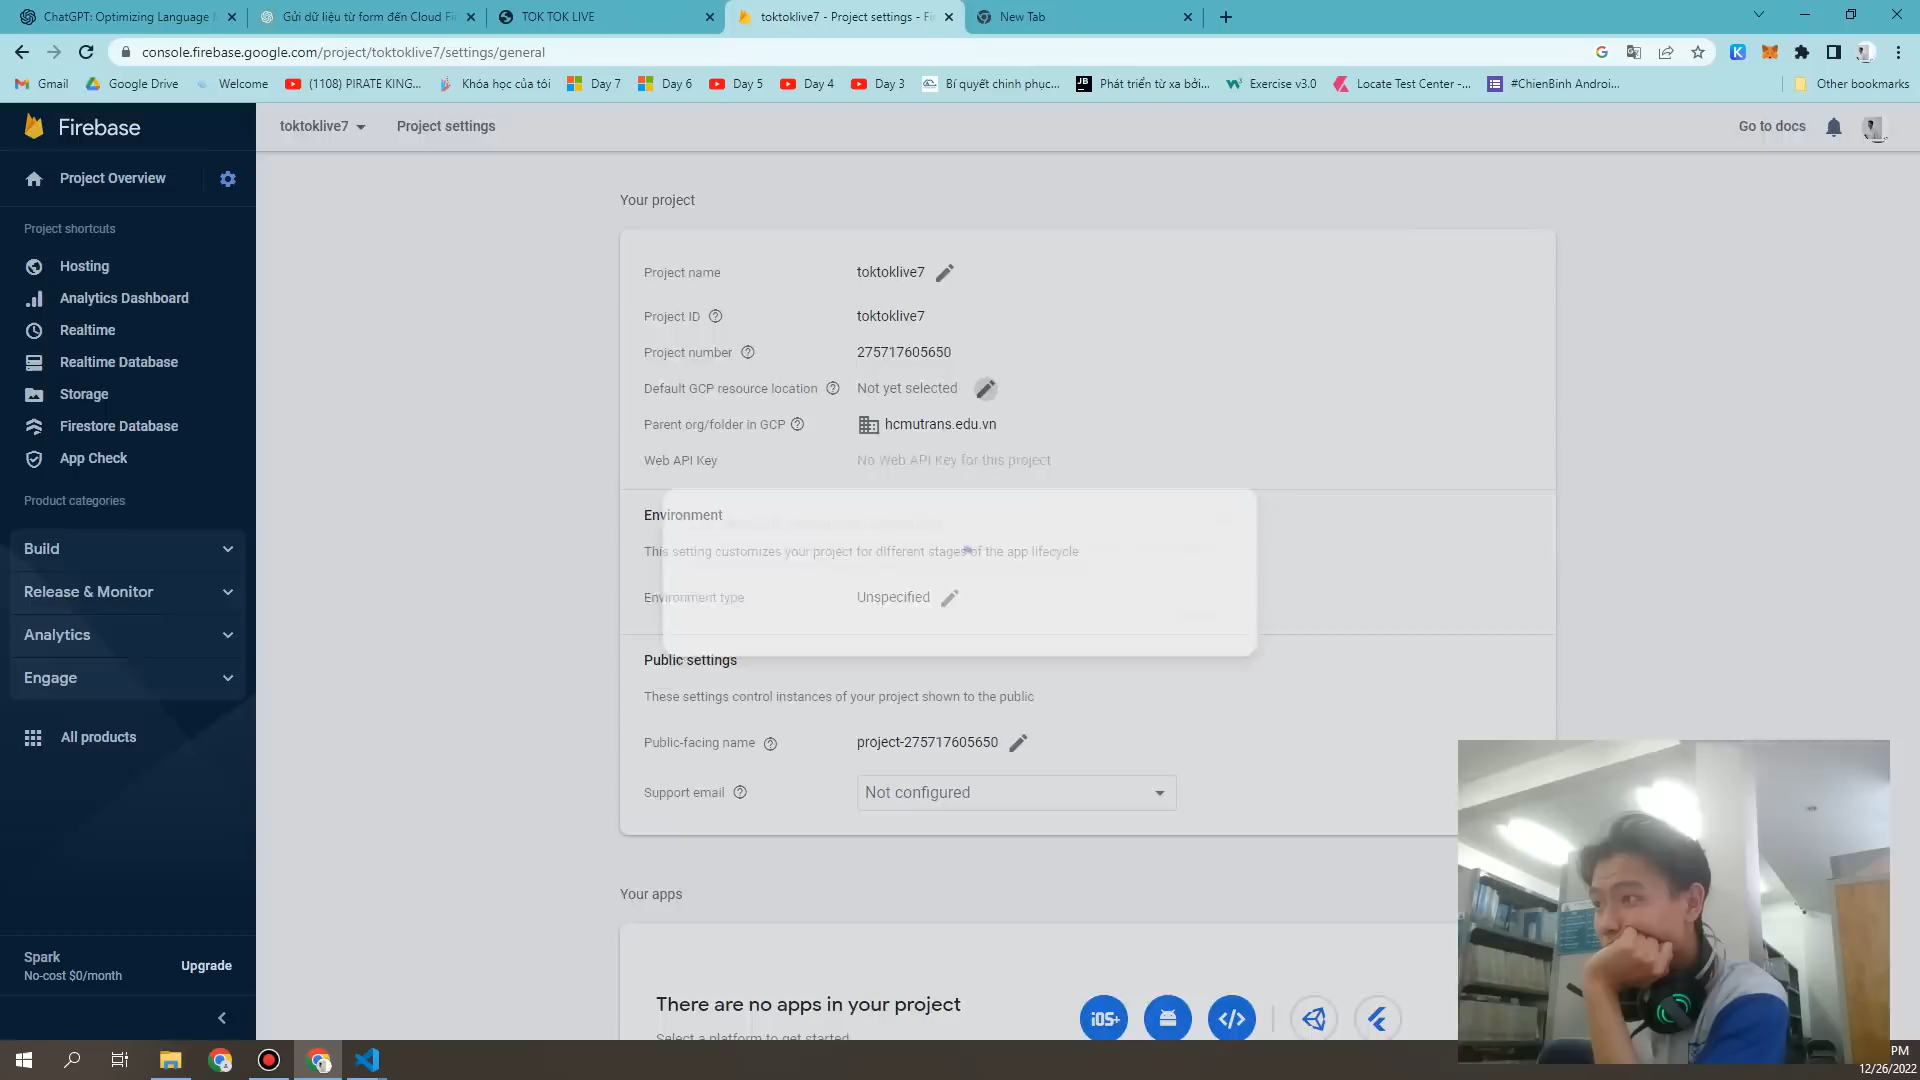 ChatGPT: Optimizing Language
Gửi dữ liệu từ form đến Cloud Fi
TOK TOK LIVE
toktoklive7 - Project settings - Fi
New Tab
console.firebase.google.com/project/toktoklive7/settings/general
Gmail
Google Drive
Welcome
(1108) PIRATE KING...
Khóa học của tôi
Day 7
Day 6
Day 5
Day 4
Day 3
Bí quyết chinh phục...
Phát triển từ xa bởi...
Exercise v3.0
Locate Test Center -...
#ChienBinh Androi...
Other bookmarks
Firebase
toktoklive7
Project settings
Go to docs
Project Overview
Project shortcuts
Hosting
Analytics Dashboard
Realtime
Realtime Database
Storage
Firestore Database
App Check
Product categories
Build
Release & Monitor
Analytics
Engage
All products
Spark
No-cost $0/month
Upgrade
Your project
Project name
toktoklive7
Project ID
toktoklive7
Project number
275717605650
Default GCP resource location
Not yet selected
Parent org/folder in GCP
hcmutrans.edu.vn
Web API Key
No Web API Key for this project
Environment
This setting customizes your project for different stages of the app lifecycle
Environment type
Unspecified
Public settings
These settings control instances of your project shown to the public
Public-facing name
project-275717605650
Support email
Not configured
Your apps
There are no apps in your project
Select a platform to get started
iOS+
PM
12/26/2022